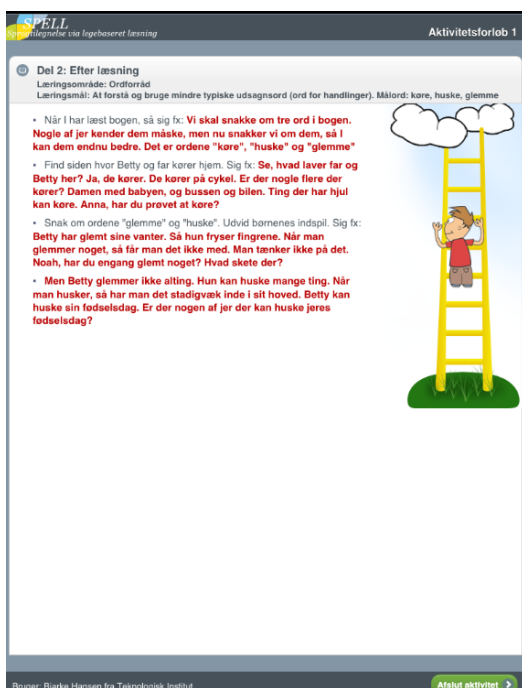 SPELL
Sprogtilegnelse via legebaseret læsning
Aktivitetsforløb 1
Del 2: Efter læsning
Læringsområde: Ordforråd
Læringsmål: At forstå og bruge mindre typiske udsagnsord (ord for handlinger). Målord: køre, huske, glemme
• Når I har læst bogen, så sig fx: Vi skal snakke om tre ord i bogen.
Nogle af jer kender dem måske, men nu snakker vi om dem, så I
kan dem endnu bedre. Det er ordene "køre", "huske" og "glemme"
• Find siden hvor Betty og far kører hjem. Sig fx: Se, hvad laver far og
Betty her? Ja, de kører. De kører på cykel. Er der nogle flere der
kører? Damen med babyen, og bussen og bilen. Ting der har hjul
kan køre. Anna, har du prøvet at køre?
• Snak om ordene "glemme" og "huske". Udvid børnenes indspil. Sig fx:
Betty har glemt sine vanter. Så hun fryser fingrene. Når man
glemmer noget, så får man det ikke med. Man tænker ikke på det.
Noah, har du engang glemt noget? Hvad skete der?
• Men Betty glemmer ikke alting. Hun kan huske mange ting. Når
man husker, så har man det stadigvæk inde i sit hoved. Betty kan
huske sin fødselsdag. Er der nogen af jer der kan huske jeres
fødselsdag?
Bruger: Bjarke Hansen fra Teknologisk Institut
Afslut aktivitet